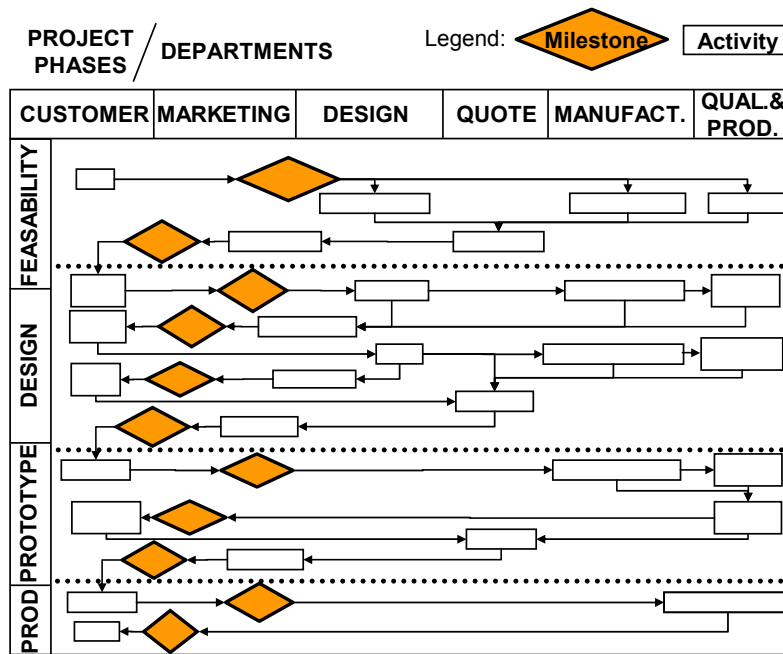 PROJECT
PHASES / DEPARTMENTS
Legend: Milestone Activity
CUSTOMER MARKETING DESIGN QUOTE MANUFACT. QUAL.&
PROD.
FEASABILITY
DESIGN
PROTOTYPE
PROD